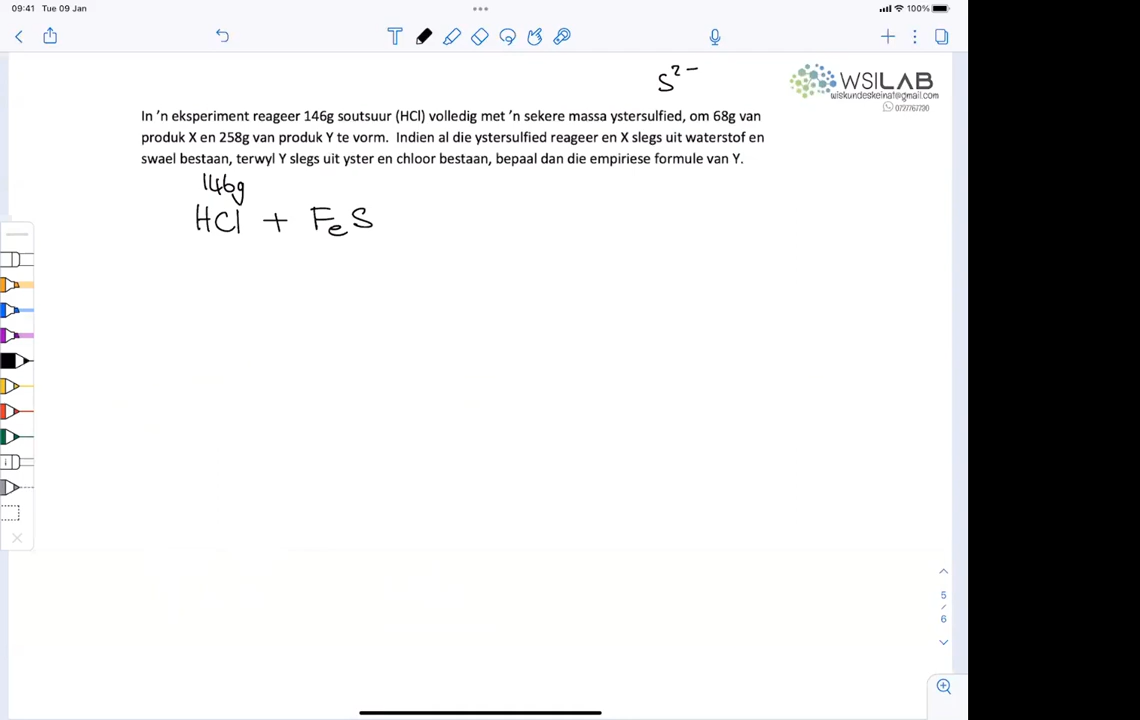 09:41 Tue 09 Jan
100%
S²⁻
WSILAB
wiskundeskeinat@gmail.com
0727767730
In 'n eksperiment reageer 146g soutsuur (HCl) volledig met 'n sekere massa ystersulfied, om 68g van
produk X en 258g van produk Y te vorm. Indien al die ystersulfied reageer en X slegs uit waterstof en
swael bestaan, terwyl Y slegs uit yster en chloor bestaan, bepaal dan die empiriese formule van Y.
146g
HCl + FeS
5
/
6